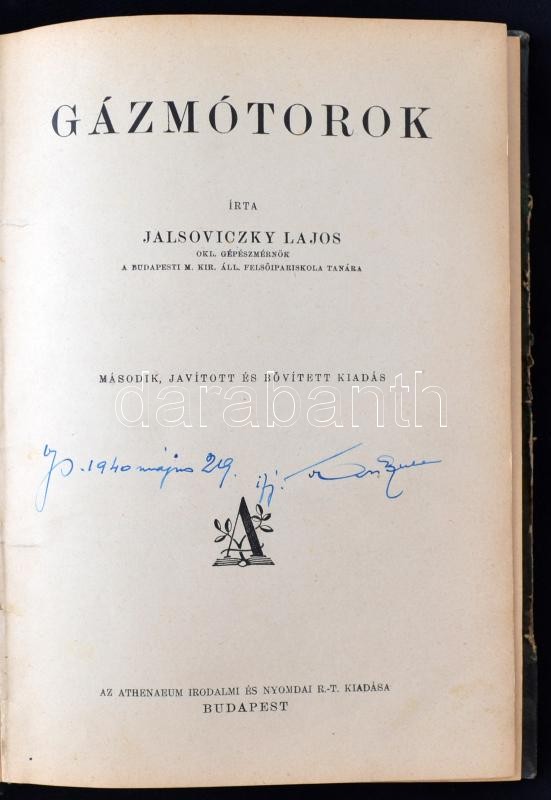 GÁZMÓTOROK
ÍRTA
JALSOVICZKY LAJOS
OKL. GÉPÉSZMÉRNÖK
A BUDAPESTI M. KIR. ÁLL. FELSŐIPARISKOLA TANÁRA
MÁSODIK, JAVÍTOTT ÉS BŐVÍTETT KIADÁS
darabanth
1940 május 29. ifj.
A
AZ ATHENAEUM IRODALMI ÉS NYOMDAI R.-T. KIADÁSA
BUDAPEST